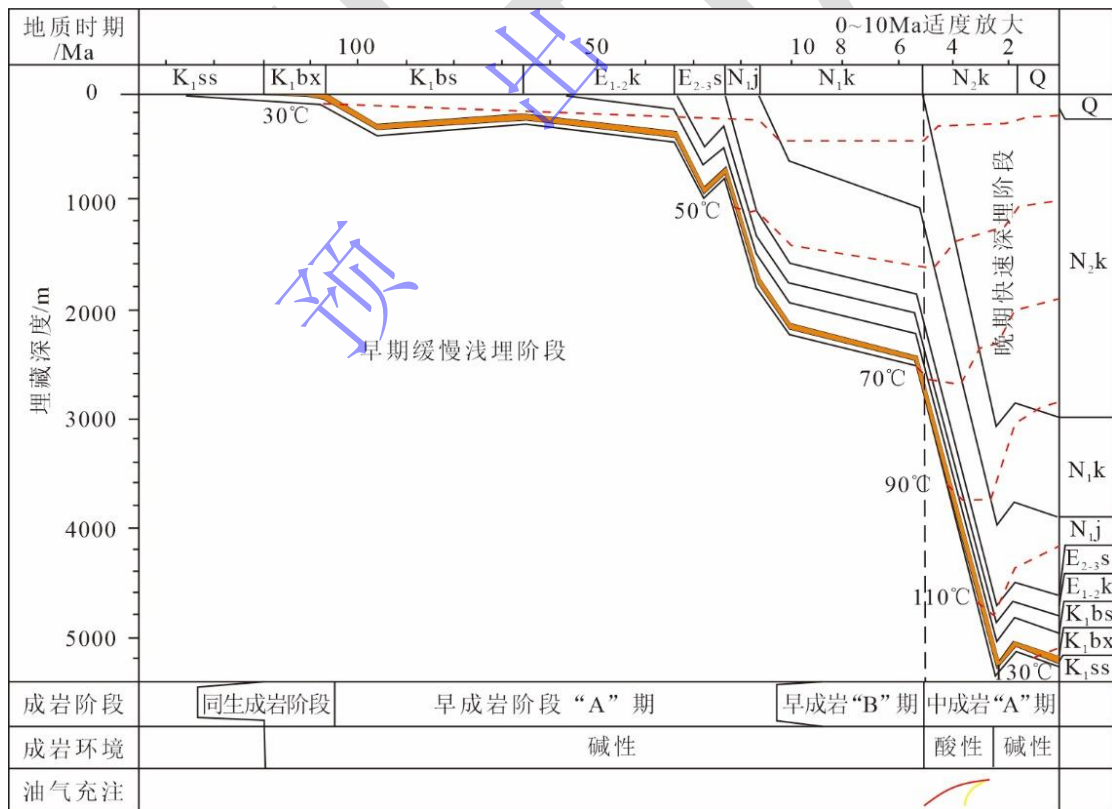 地质时期
/Ma
0~10Ma适度放大
100 50 10 8 6 4 2
K₁ss K₁bx K₁bs E₁₋₂k E₂₋₃s N₁j N₁k N₂k Q
埋藏深度/m
0
1000
2000
3000
4000
5000
30℃
50℃
70℃
90℃
110℃
130℃
早期缓慢浅埋阶段
晚期快速深埋阶段
Q
N₂k
N₁k
N₁j
E₂₋₃s
E₁₋₂k
K₁bs
K₁bx
K₁ss
成岩阶段 同生成岩阶段 早成岩阶段“A”期 早成岩“B”期 中成岩“A”期
成岩环境 碱性 酸性 碱性
油气充注
预
出